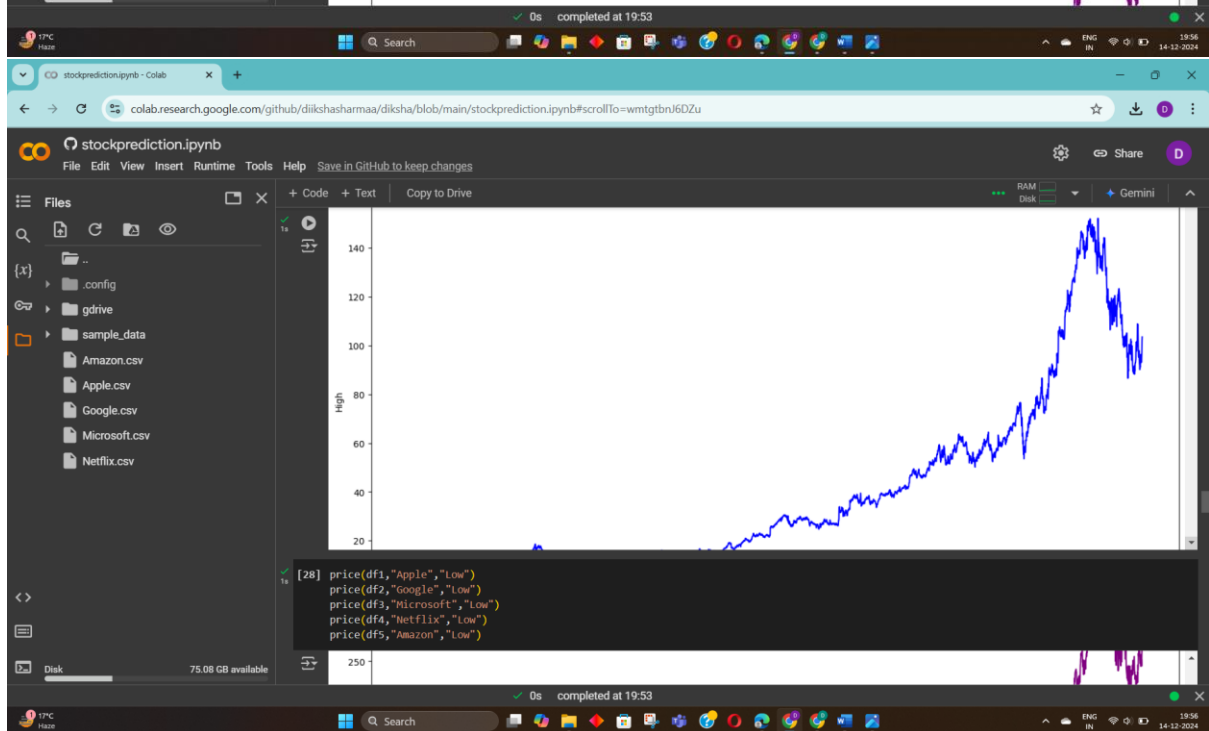 0s completed at 19:53
1
17°C
Haze
Search
ENG
IN
19:56
14-12-2024
stockprediction.ipynb - Colab
colab.research.google.com/github/diikshasharmaa/diksha/blob/main/stockprediction.ipynb#scrollTo=wmtgtbnJ6DZu
D
stockprediction.ipynb
File Edit View Insert Runtime Tools Help Save in GitHub to keep changes
Share
D
Files
+ Code + Text Copy to Drive
RAM
Disk
Gemini
1s
..
{x}
.config
gdrive
sample_data
Amazon.csv
Apple.csv
Google.csv
Microsoft.csv
Netflix.csv
140
120
100
80
High
60
40
20
1s
[28] price(df1,"Apple","Low")
price(df2,"Google","Low")
price(df3,"Microsoft","Low")
price(df4,"Netflix","Low")
price(df5,"Amazon","Low")
250
Disk 75.08 GB available
0s completed at 19:53
1
17°C
Haze
Search
ENG
IN
19:56
14-12-2024